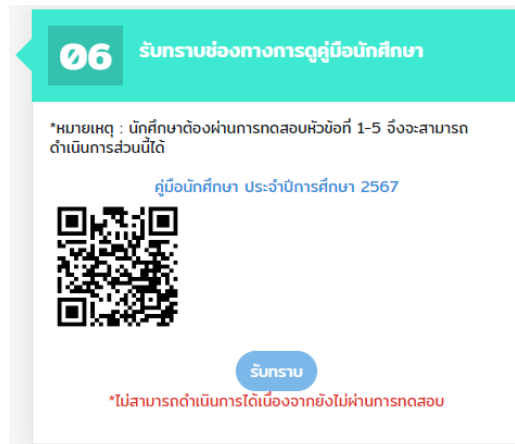 06 รับทราบช่องทางการดูคู่มือนักศึกษา
*หมายเหตุ : นักศึกษาต้องผ่านการทดสอบหัวข้อที่ 1-5 จึงจะสามารถ
ดำเนินการส่วนนี้ได้
คู่มือนักศึกษา ประจำปีการศึกษา 2567
รับทราบ
*ไม่สามารถดำเนินการได้เนื่องจากยังไม่ผ่านการทดสอบ